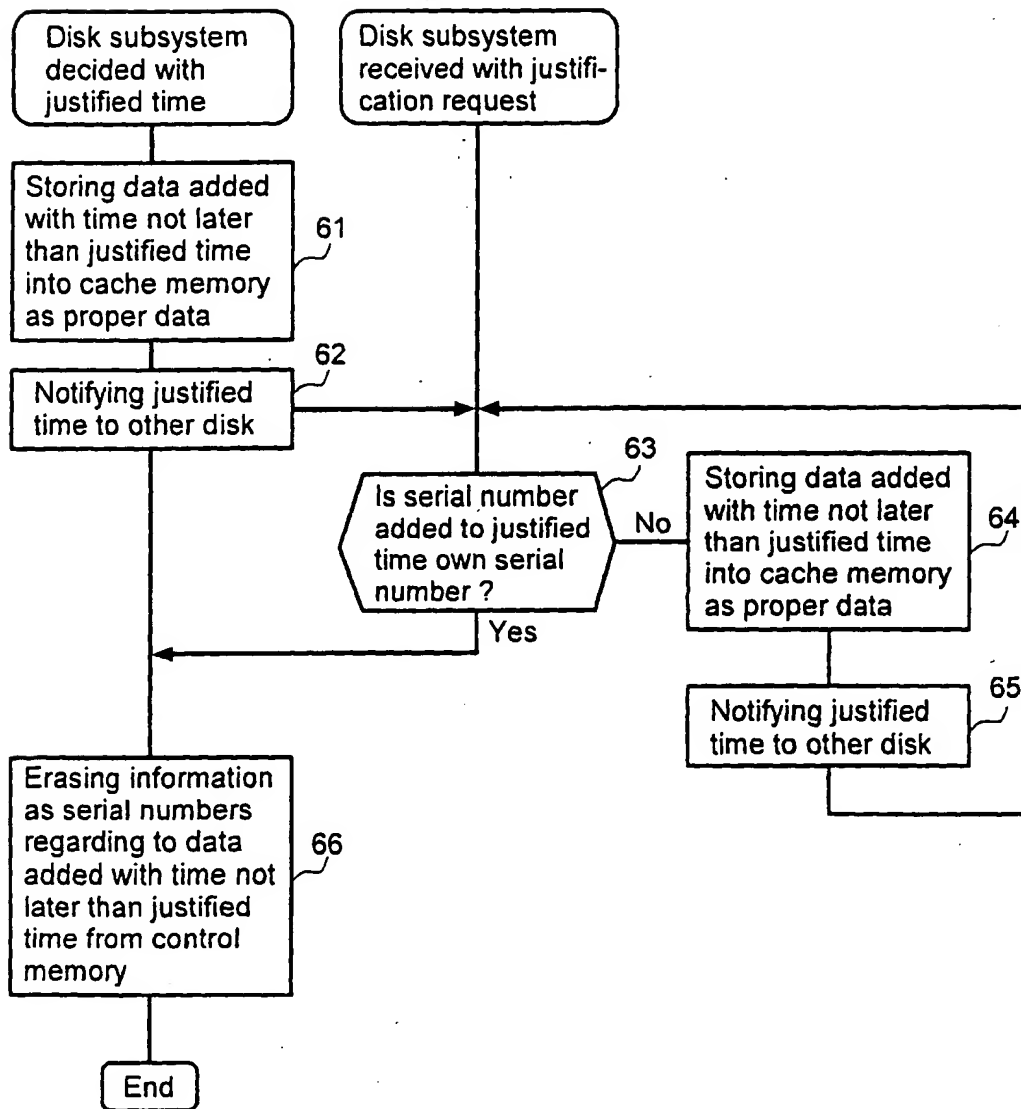 Disk subsystem
decided with
justified time
Disk subsystem
received with justifi-
cation request
Storing data added
with time not later
than justified time
into cache memory
as proper data
61
62
Notifying justified
time to other disk
63
Is serial number
added to justified
time own serial
number ?
No
Yes
Storing data added
with time not later
than justified time
into cache memory
as proper data
64
65
Notifying justified
time to other disk
Erasing information
as serial numbers
regarding to data
added with time not
later than justified
time from control
memory
66
End